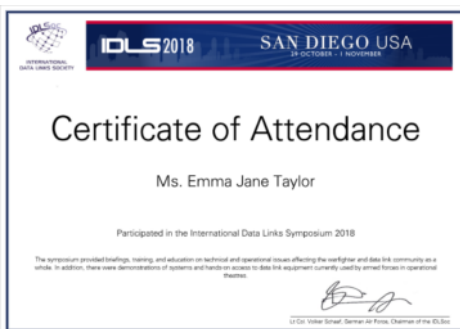 IDLSoc
INTERNATIONAL
DATA LINKS SOCIETY
IDLS 2018
SAN DIEGO USA
29 OCTOBER - 1 NOVEMBER
Certificate of Attendance
Ms. Emma Jane Taylor
Participated in the International Data Links Symposium 2018
The symposium provided briefings, training, and education on technical and operational issues affecting the warfighter and data link community as a
whole. In addition, there were demonstrations of systems and hands-on access to data link equipment currently used by armed forces in operational
theatres.
Lt Col. Volker Schaaf, German Air Force, Chairman of the IDLSoc